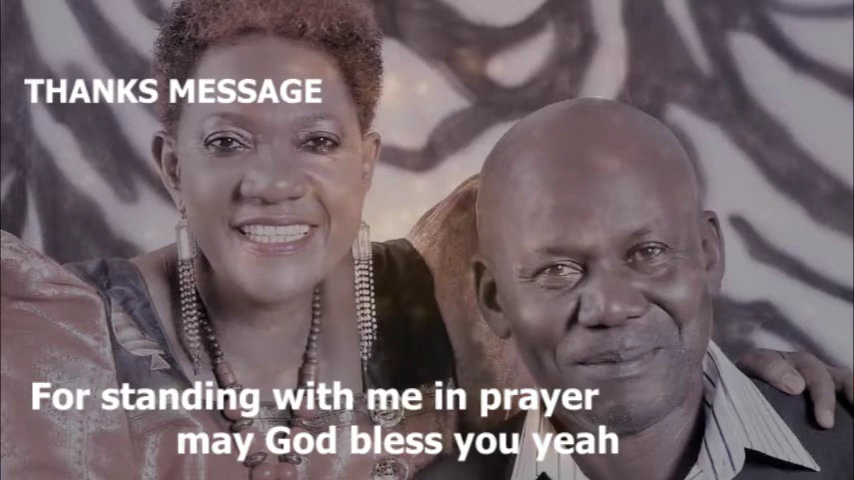 THANKS MESSAGE
For standing with me in prayer
may God bless you yeah